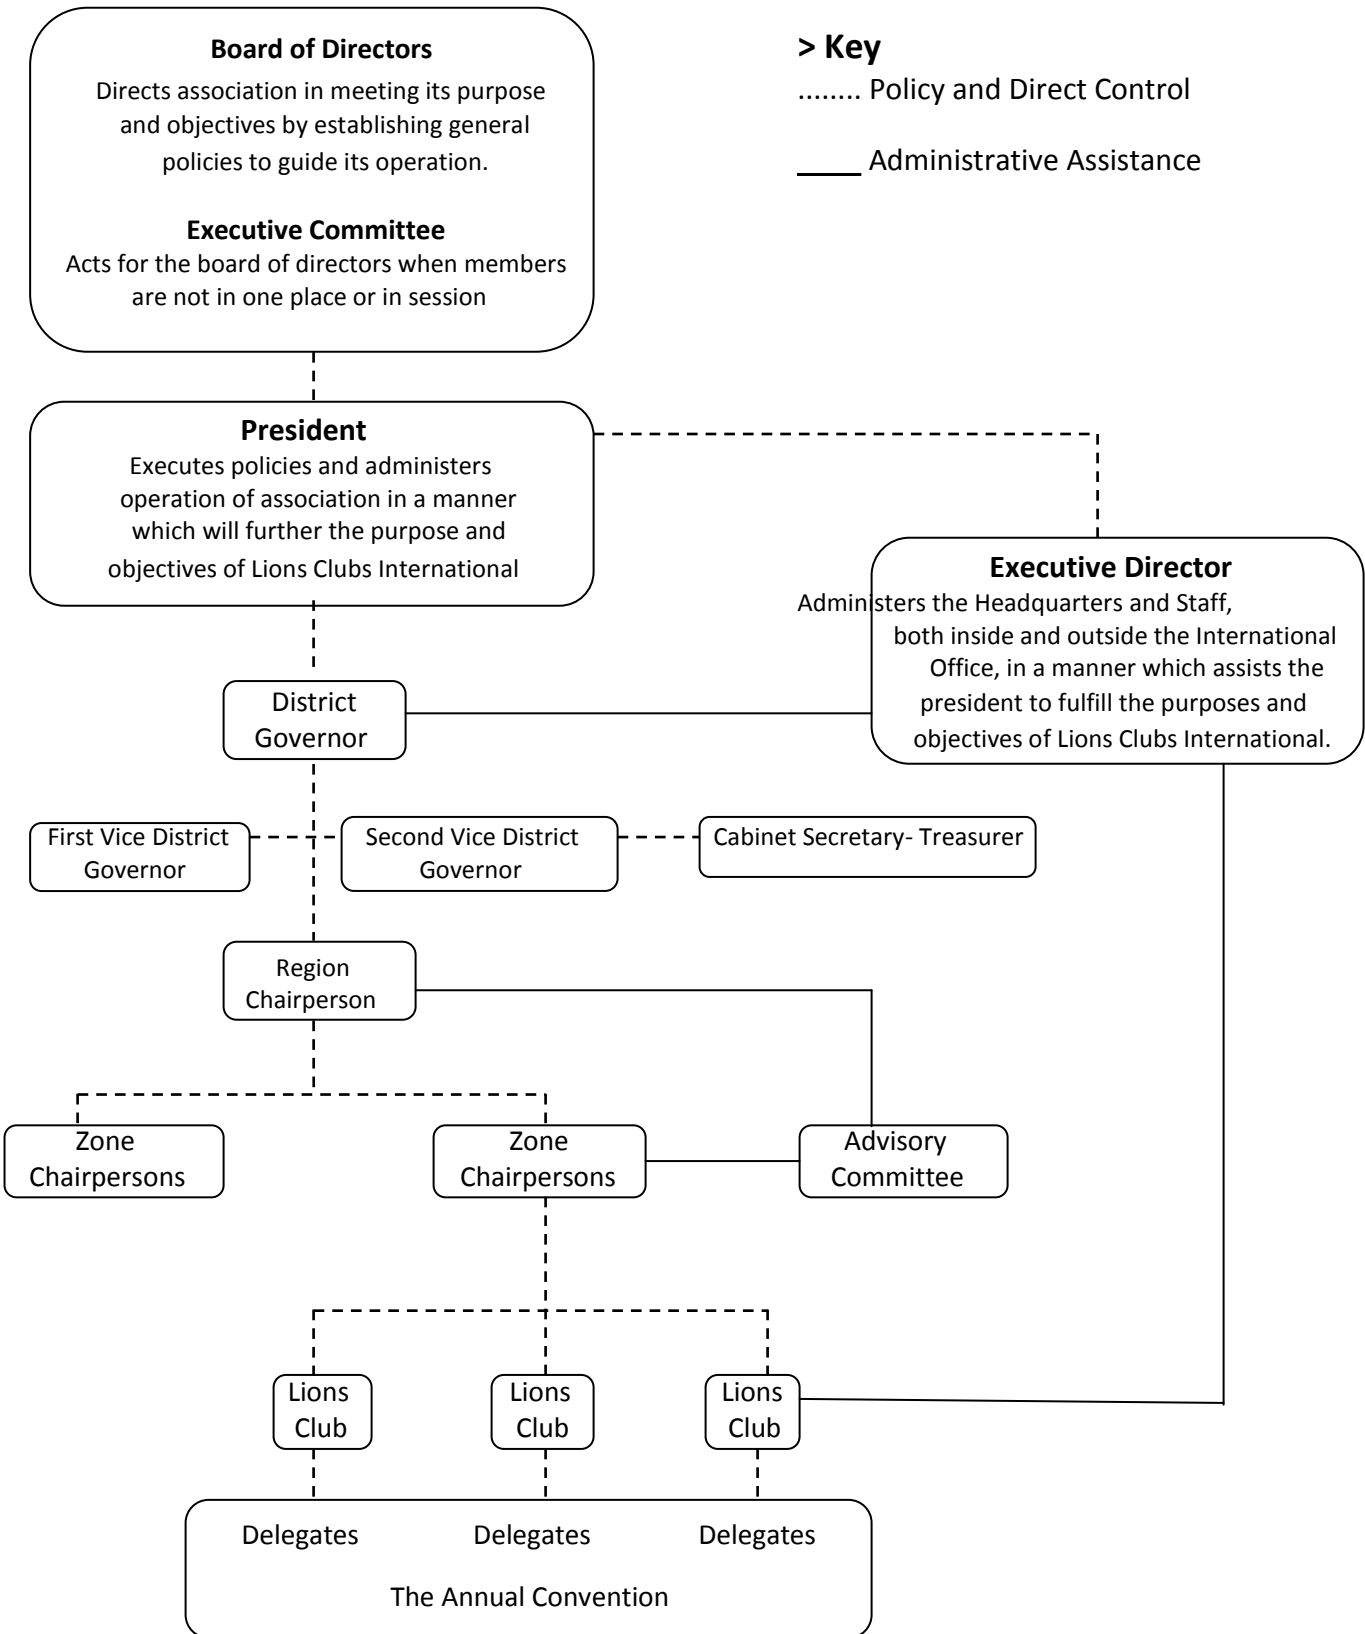 Board of Directors
Directs association in meeting its purpose
and objectives by establishing general
policies to guide its operation.
Executive Committee
Acts for the board of directors when members
are not in one place or in session
> Key
........ Policy and Direct Control
____ Administrative Assistance
President
Executes policies and administers
operation of association in a manner
which will further the purpose and
objectives of Lions Clubs International
Executive Director
Administers the Headquarters and Staff,
both inside and outside the International
Office, in a manner which assists the
president to fulfill the purposes and
objectives of Lions Clubs International.
District
Governor
First Vice District
Governor
Second Vice District
Governor
Cabinet Secretary- Treasurer
Region
Chairperson
Zone
Chairpersons
Zone
Chairpersons
Advisory
Committee
Lions
Club
Lions
Club
Lions
Club
Delegates
Delegates
Delegates
The Annual Convention